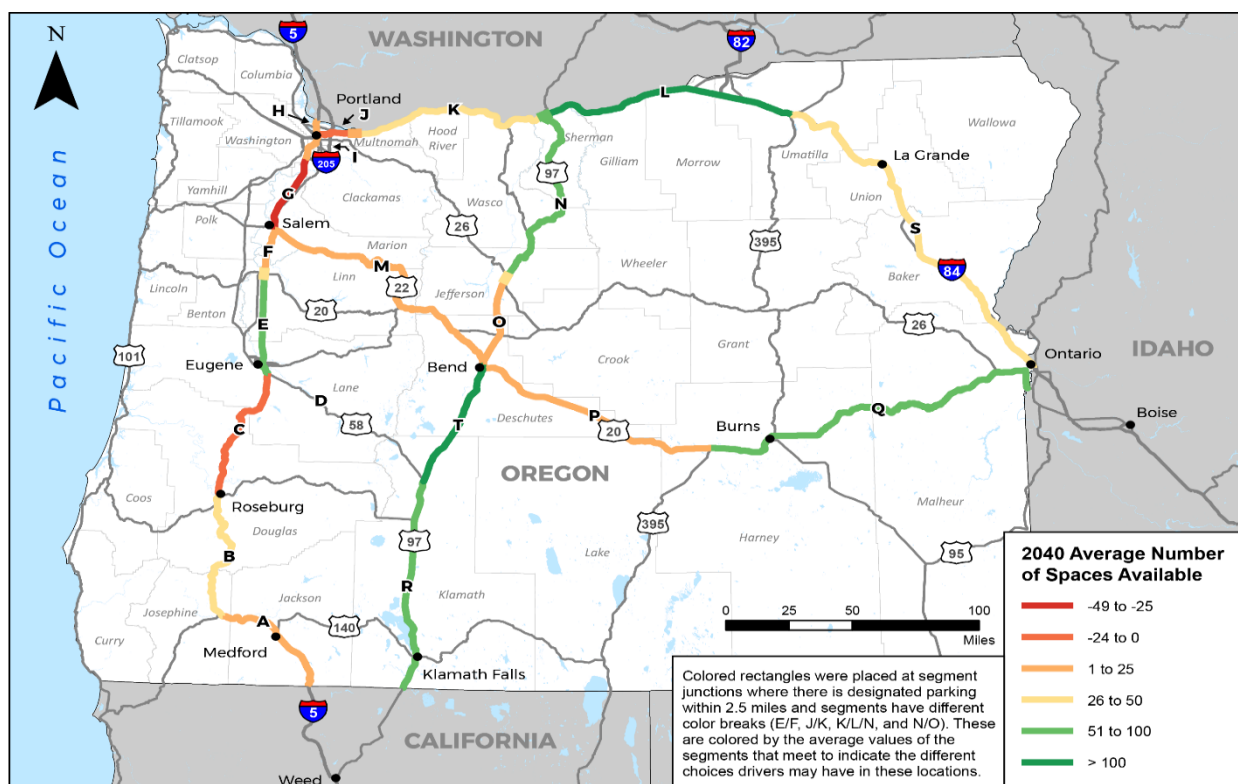 N
5
WASHINGTON
82
Clatsop
Columbia
Portland
H
J
K
L
Tillamook
Washington
Multnomah
Hood
River
Sherman
Gilliam
Morrow
Umatilla
Wallowa
I
205
La Grande
Yamhill
Clackamas
97
N
Wasco
Union
G
Polk
Salem
26
S
F
Marion
395
84
M
Linn
22
Jefferson
Wheeler
Baker
Lincoln
Benton
20
E
O
26
101
Grant
Crook
Ontario
IDAHO
Eugene
Bend
Lane
D
58
Deschutes
P
20
Q
Boise
C
T
Burns
OREGON
Coos
Roseburg
Malheur
Douglas
97
395
Harney
95
B
Lake
R
Klamath
Josephine
Jackson
A
140
Curry
Medford
Klamath Falls
5
CALIFORNIA
Weed
Pacific Ocean
0
25
50
100
Miles
Colored rectangles were placed at segment
junctions where there is designated parking
within 2.5 miles and segments have different
color breaks (E/F, J/K, K/L/N, and N/O). These
are colored by the average values of the
segments that meet to indicate the different
choices drivers may have in these locations.
2040 Average Number
of Spaces Available
-49 to -25
-24 to 0
1 to 25
26 to 50
51 to 100
> 100